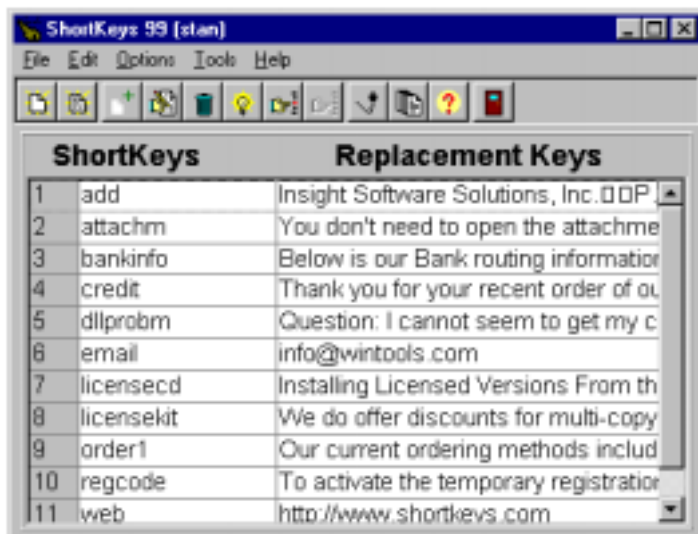 ShortKeys 99 (stan)
File Edit Options Tools Help
ShortKeys Replacement Keys
1 add Insight Software Solutions, Inc.□□P.
2 attachm You don't need to open the attachme
3 bankinfo Below is our Bank routing information
4 credit Thank you for your recent order of ou
5 dllprobm Question: I cannot seem to get my c
6 email info@wintools.com
7 licensecd Installing Licensed Versions From th
8 licensekit We do offer discounts for multi-copy
9 order1 Our current ordering methods includ
10 regcode To activate the temporary registration
11 web http://www.shortkeys.com